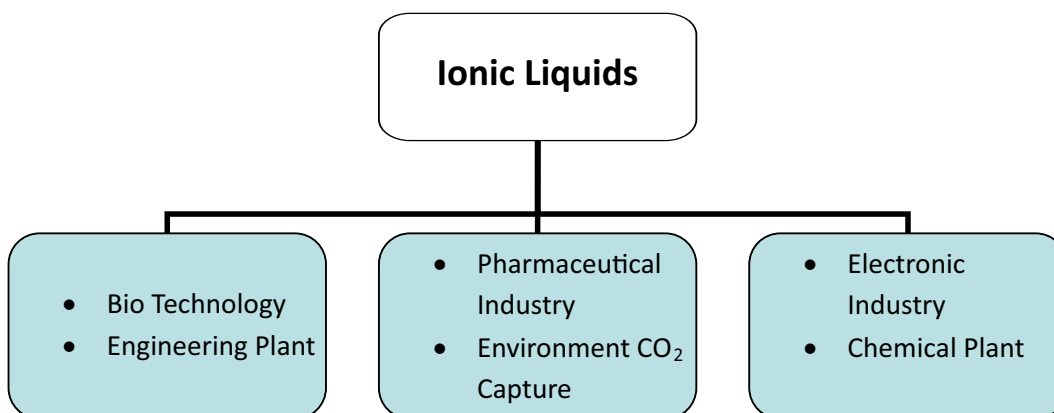 Ionic Liquids
• Bio Technology
• Engineering Plant
• Pharmaceutical
Industry
• Environment CO₂
Capture
• Electronic
Industry
• Chemical Plant